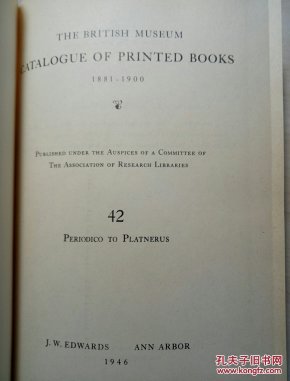 THE BRITISH MUSEUM
CATALOGUE OF PRINTED BOOKS
1881-1900
PUBLISHED UNDER THE AUSPICES OF A COMMITTEE OF
THE ASSOCIATION OF RESEARCH LIBRARIES
42
PERIODICO TO PLATNERUS
J. W. EDWARDS ANN ARBOR
1946
孔夫子旧书网